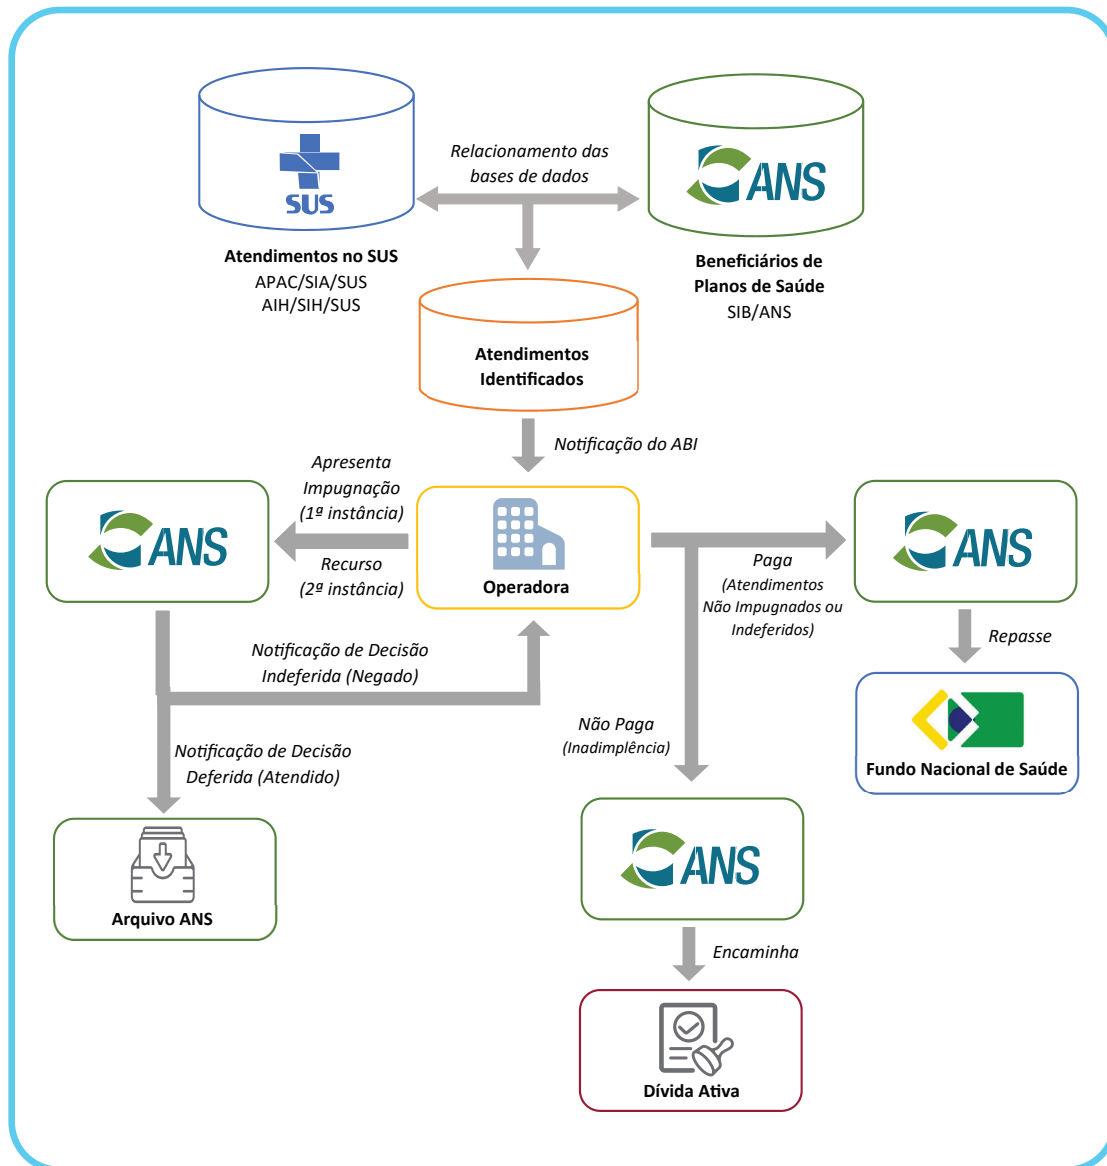 SUS
ANS
Relacionamento das
bases de dados
Atendimentos no SUS
APAC/SIA/SUS
AIH/SIH/SUS
Beneficiários de
Planos de Saúde
SIB/ANS
Atendimentos
Identificados
Notificação do ABI
Apresenta
Impugnação
(1ª instância)
ANS
Recurso
(2ª instância)
Operadora
Paga
(Atendimentos
Não Impugnados ou
Indeferidos)
ANS
Notificação de Decisão
Indeferida (Negado)
Repasse
Fundo Nacional de Saúde
Não Paga
(Inadimplência)
Notificação de Decisão
Deferida (Atendido)
Arquivo ANS
ANS
Encaminha
Dívida Ativa